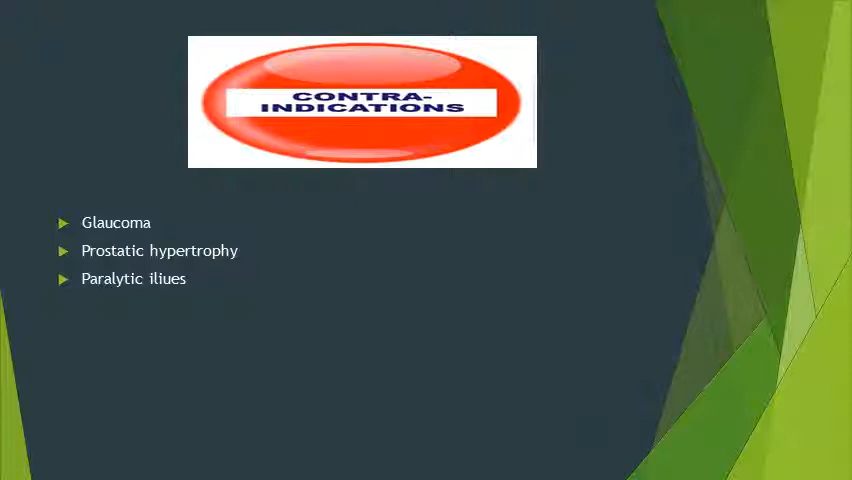 CONTRA-
INDICATIONS
Glaucoma
Prostatic hypertrophy
Paralytic iliues